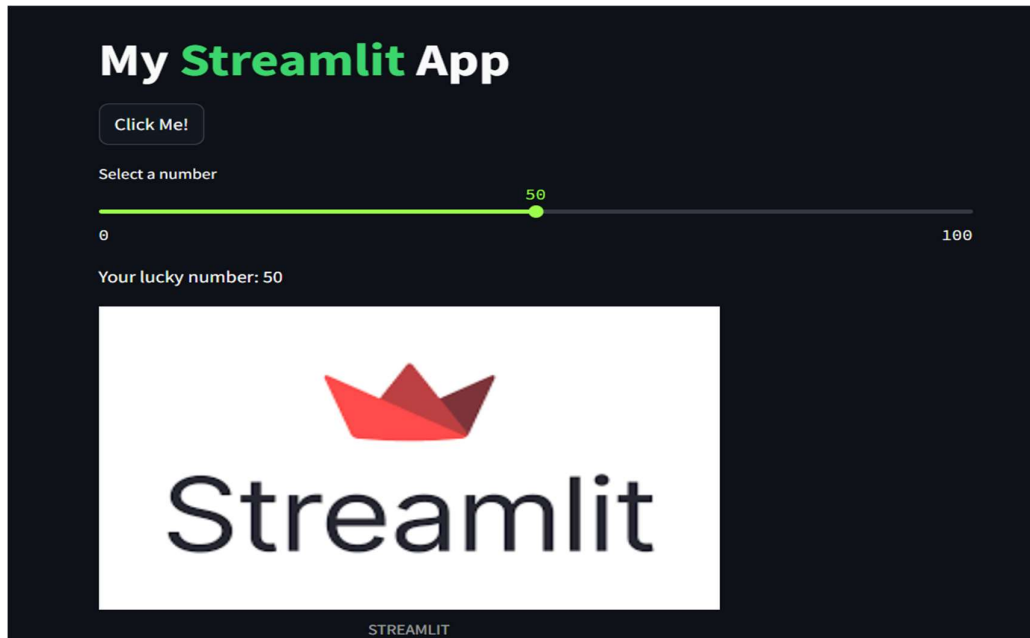 My Streamlit App
Click Me!
Select a number
50
0 100
Your lucky number: 50
Streamlit
STREAMLIT